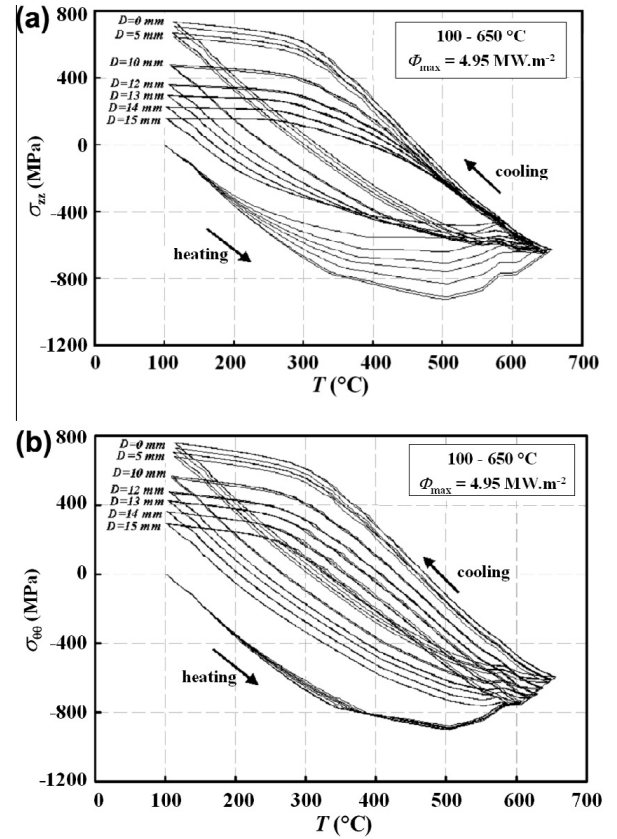 (a)
800
400
0
-400
-800
-1200
σzz (MPa)
D=0 mm
D=5 mm
D=10 mm
D=12 mm
D=13 mm
D=14 mm
D=15 mm
100 - 650 °C
Φmax = 4.95 MW.m-2
cooling
heating
0 100 200 300 400 500 600 700
T (°C)
(b)
800
400
0
-400
-800
-1200
σθθ (MPa)
D=0 mm
D=5 mm
D=10 mm
D=12 mm
D=13 mm
D=14 mm
D=15 mm
100 - 650 °C
Φmax = 4.95 MW.m-2
cooling
heating
0 100 200 300 400 500 600 700
T (°C)